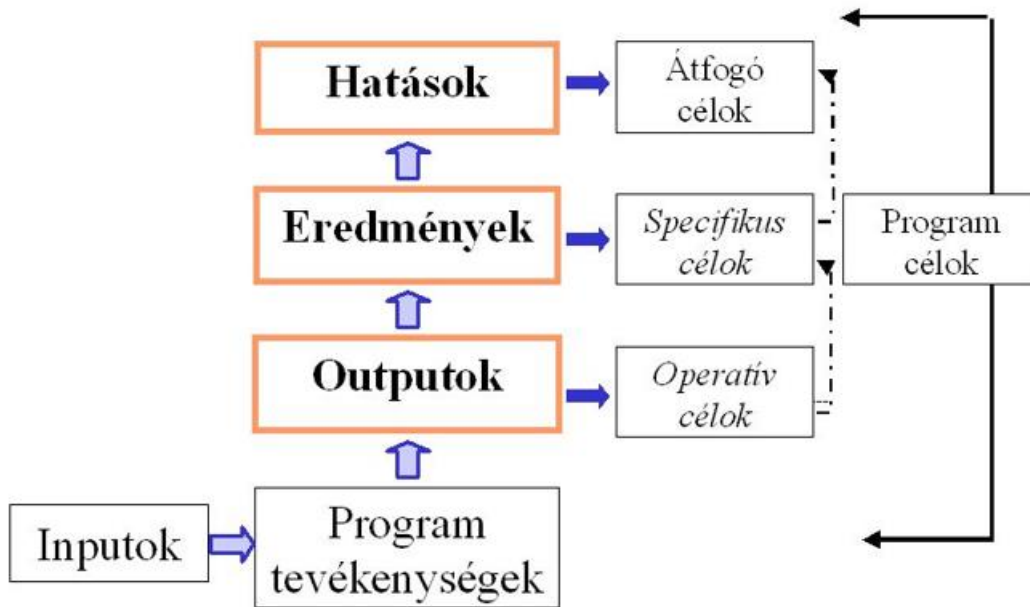 Hatások
Átfogó
célok
Eredmények
Specifikus
célok
Program
célok
Outputok
Operatív
célok
Inputok
Program
tevékenységek